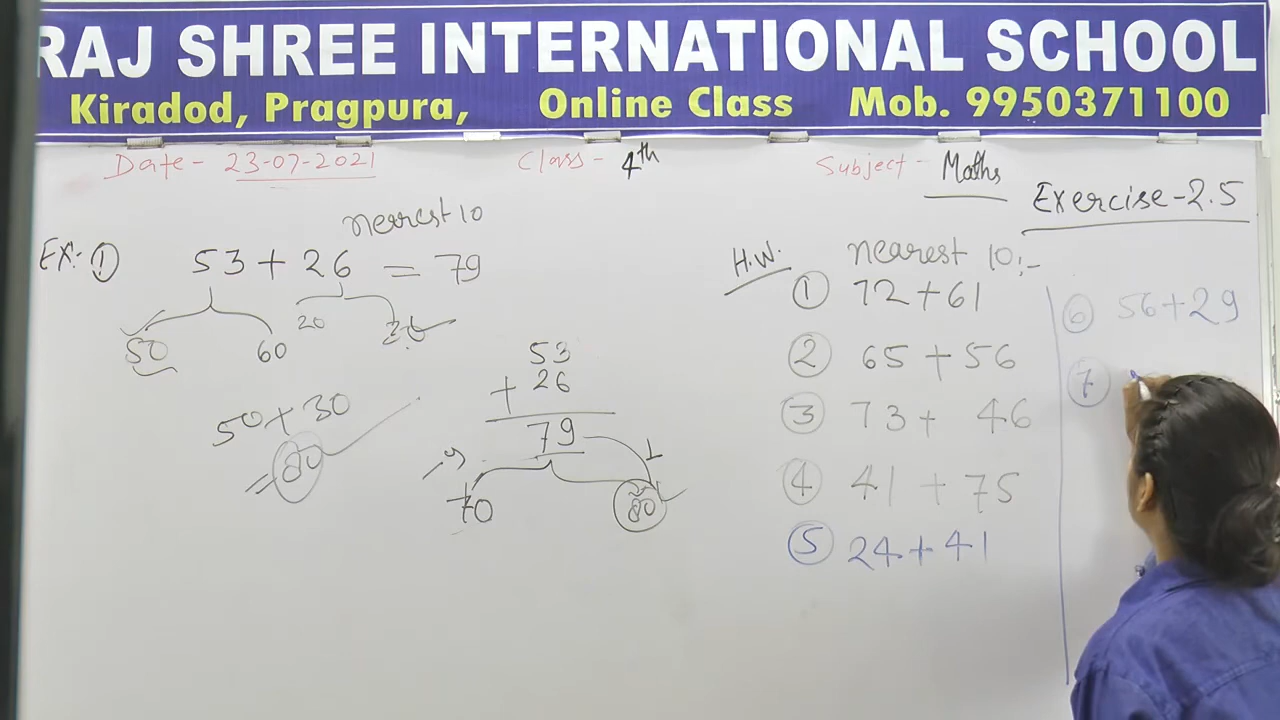 RAJ SHREE INTERNATIONAL SCHOOL
Kiradod, Pragpura, Online Class Mob. 9950371100
Date - 23-07-2021 Class - 4th Subject - Maths
Exercise - 2.5
nearest 10
Ex:- ① 53 + 26 = 79
50 60 20
50 + 30
= 80
53
+ 26
79
70 80
H.W. nearest 10:-
① 72 + 61
② 65 + 56
③ 73 + 46
④ 41 + 75
⑤ 24 + 41
⑥ 56 + 29
⑦